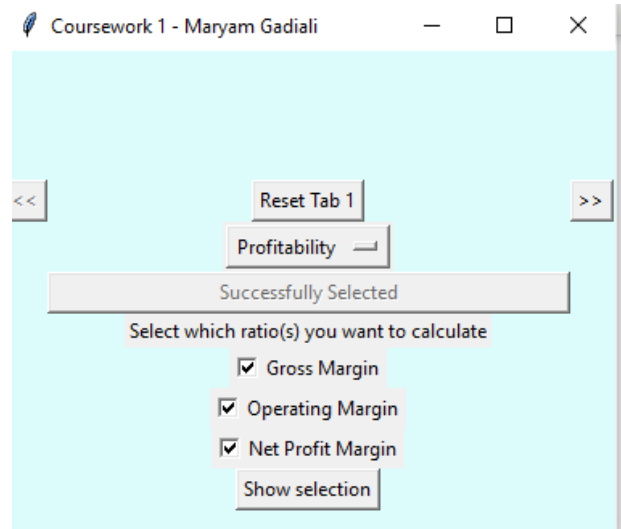 Coursework 1 - Maryam Gadiali
<< Reset Tab 1 >>
Profitability
Successfully Selected
Select which ratio(s) you want to calculate
Gross Margin
Operating Margin
Net Profit Margin
Show selection